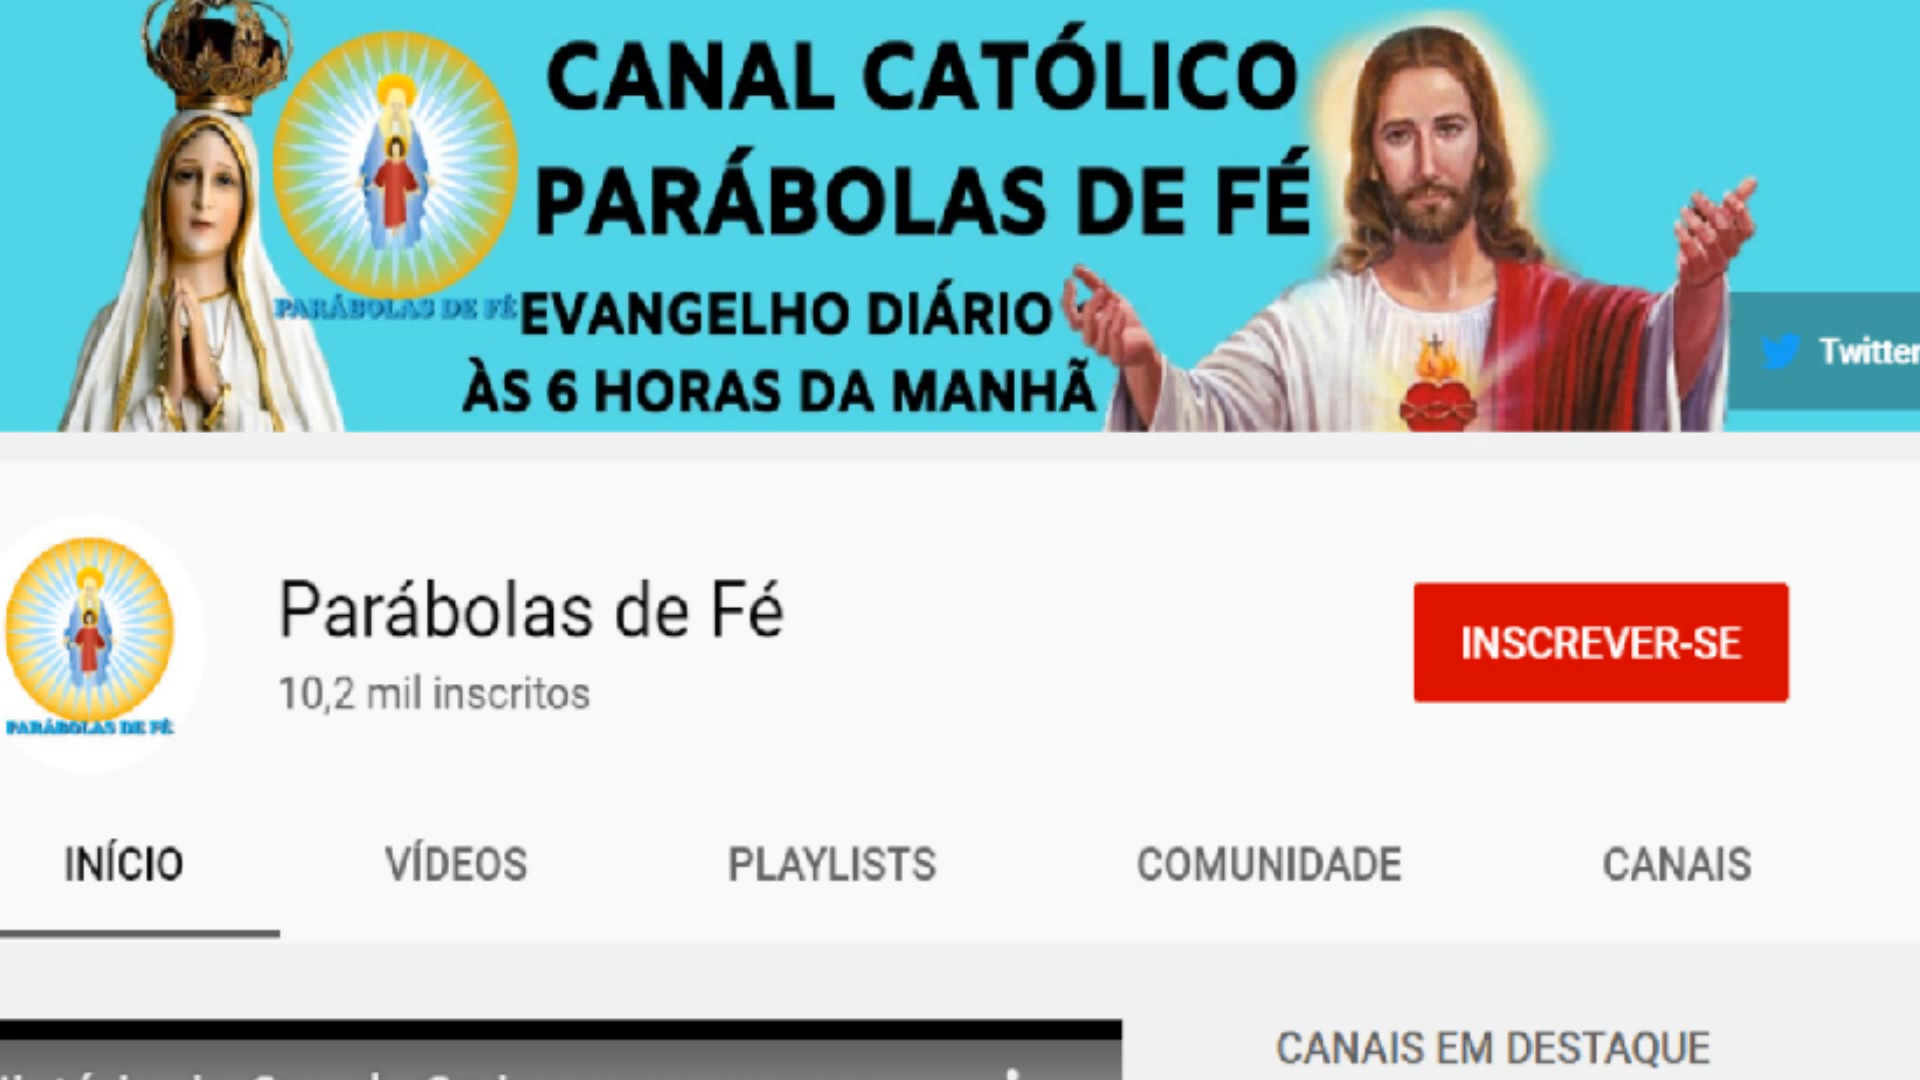 CANAL CATÓLICO
PARÁBOLAS DE FÉ
PARÁBOLAS DE FÉ
EVANGELHO DIÁRIO
ÀS 6 HORAS DA MANHÃ
Twitter
Parábolas de Fé
10,2 mil inscritos
INSCREVER-SE
PARÁBOLAS DE FÉ
INÍCIO VÍDEOS PLAYLISTS COMUNIDADE CANAIS
CANAIS EM DESTAQUE